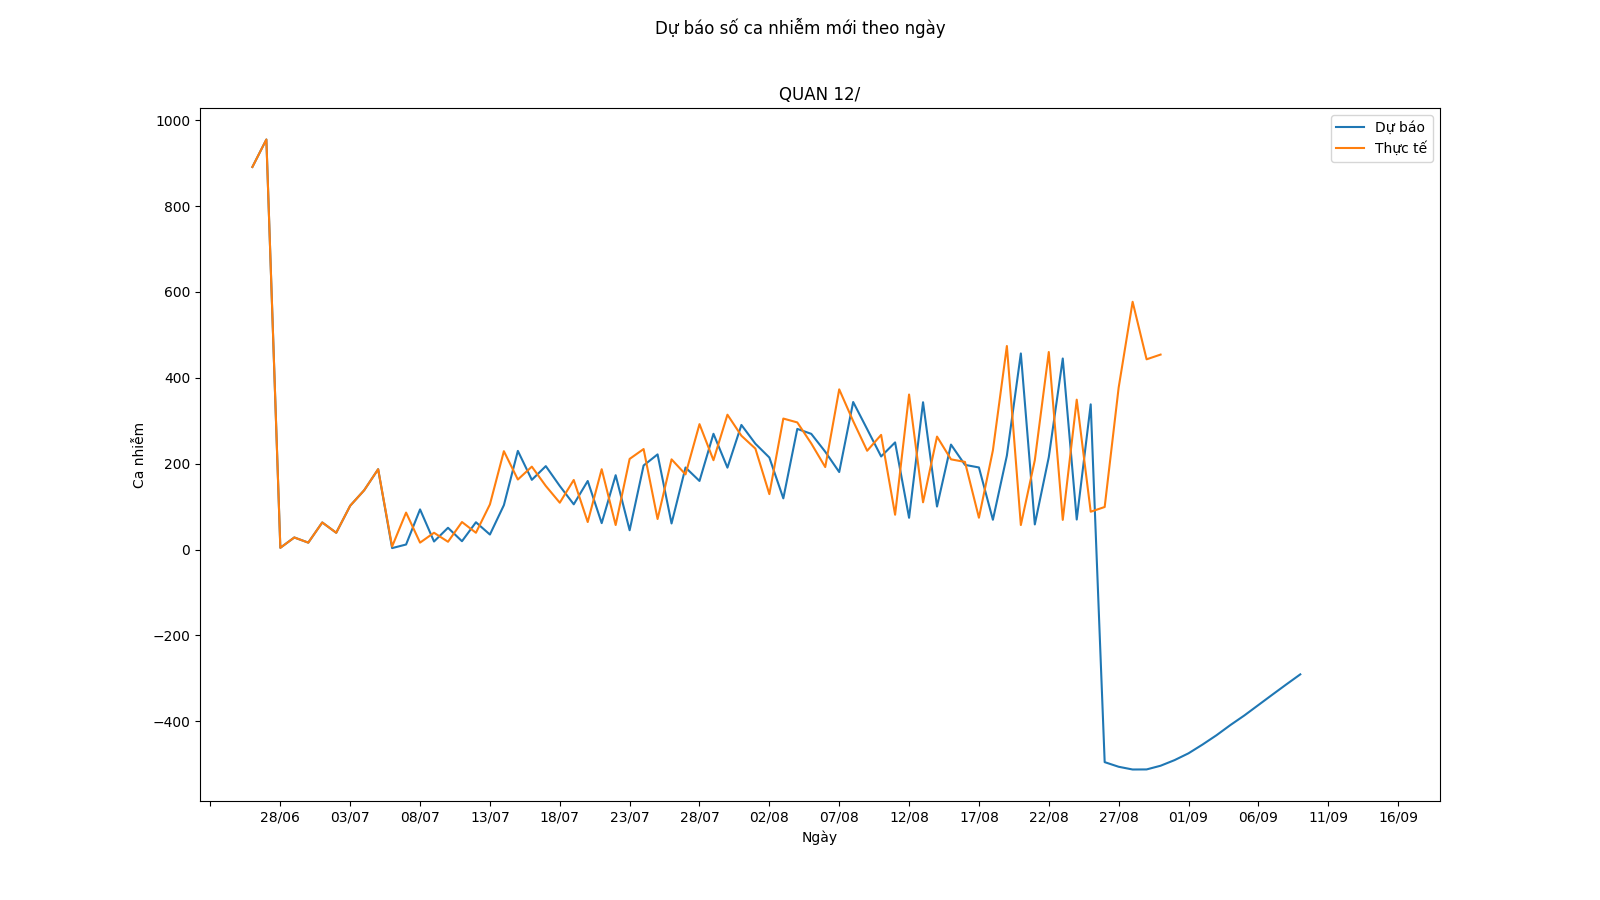 Dự báo số ca nhiễm mới theo ngày
QUAN 12/
Dự báo
Thực tế
1000
800
600
400
200
0
−200
−400
Ca nhiễm
28/06 03/07 08/07 13/07 18/07 23/07 28/07 02/08 07/08 12/08 17/08 22/08 27/08 01/09 06/09 11/09 16/09
Ngày